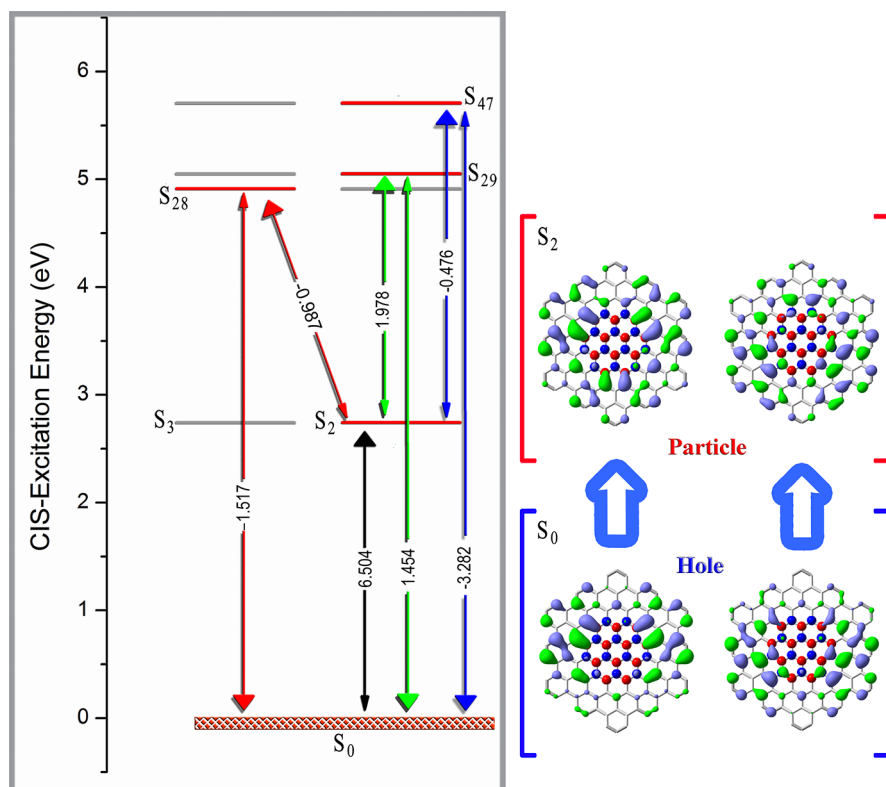 CIS-Excitation Energy (eV)
6
5
4
3
2
1
0
S47
S29
S28
S3
S2
S0
-0.987
1.978
-0.476
-1.517
6.504
1.454
-3.282
S2
Particle
S0
Hole